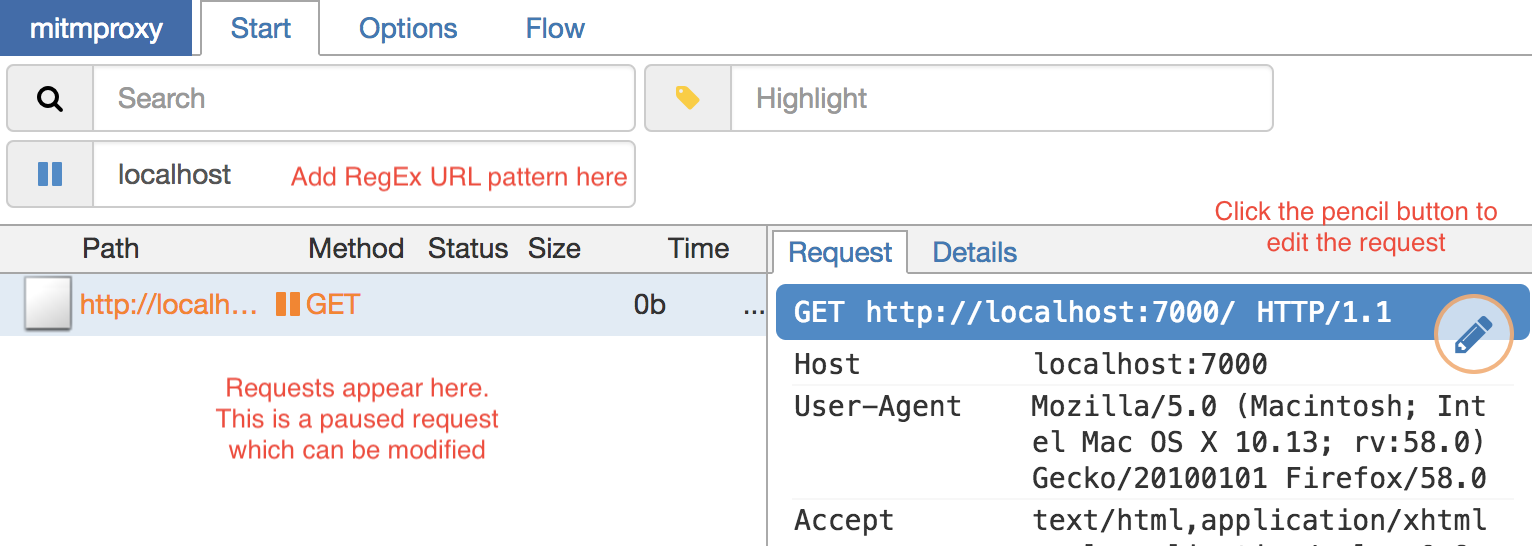 mitmproxy Start Options Flow
Search Highlight
localhost Add RegEx URL pattern here
Click the pencil button to
edit the request
Path Method Status Size Time
Request Details
http://localh... GET 0b ...
GET http://localhost:7000/ HTTP/1.1
Host localhost:7000
User-Agent Mozilla/5.0 (Macintosh; Int
el Mac OS X 10.13; rv:58.0)
Gecko/20100101 Firefox/58.0
Accept text/html,application/xhtml
Requests appear here.
This is a paused request
which can be modified